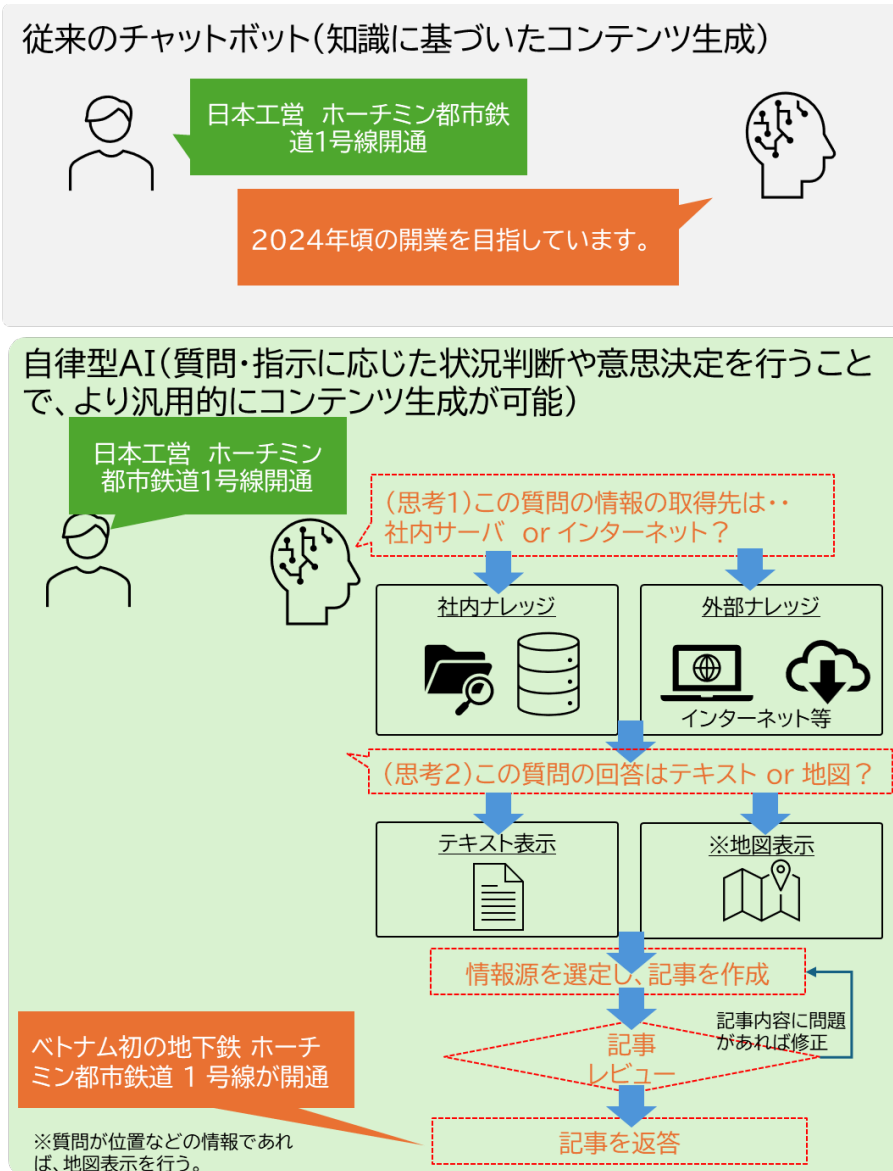 従来のチャットボット(知識に基づいたコンテンツ生成)
日本工営　ホーチミン都市鉄
道1号線開通
2024年頃の開業を目指しています。
自律型AI(質問・指示に応じた状況判断や意思決定を行うこと
で、より汎用的にコンテンツ生成が可能)
日本工営　ホーチミン
都市鉄道1号線開通
(思考1)この質問の情報の取得先は・・
社内サーバ or インターネット？
社内ナレッジ
外部ナレッジ
インターネット等
(思考2)この質問の回答はテキスト or 地図？
テキスト表示
※地図表示
情報源を選定し、記事を作成
記事内容に問題
があれば修正
記事
レビュー
ベトナム初の地下鉄 ホーチ
ミン都市鉄道 1 号線が開通
記事を返答
※質問が位置などの情報であれ
ば、地図表示を行う。